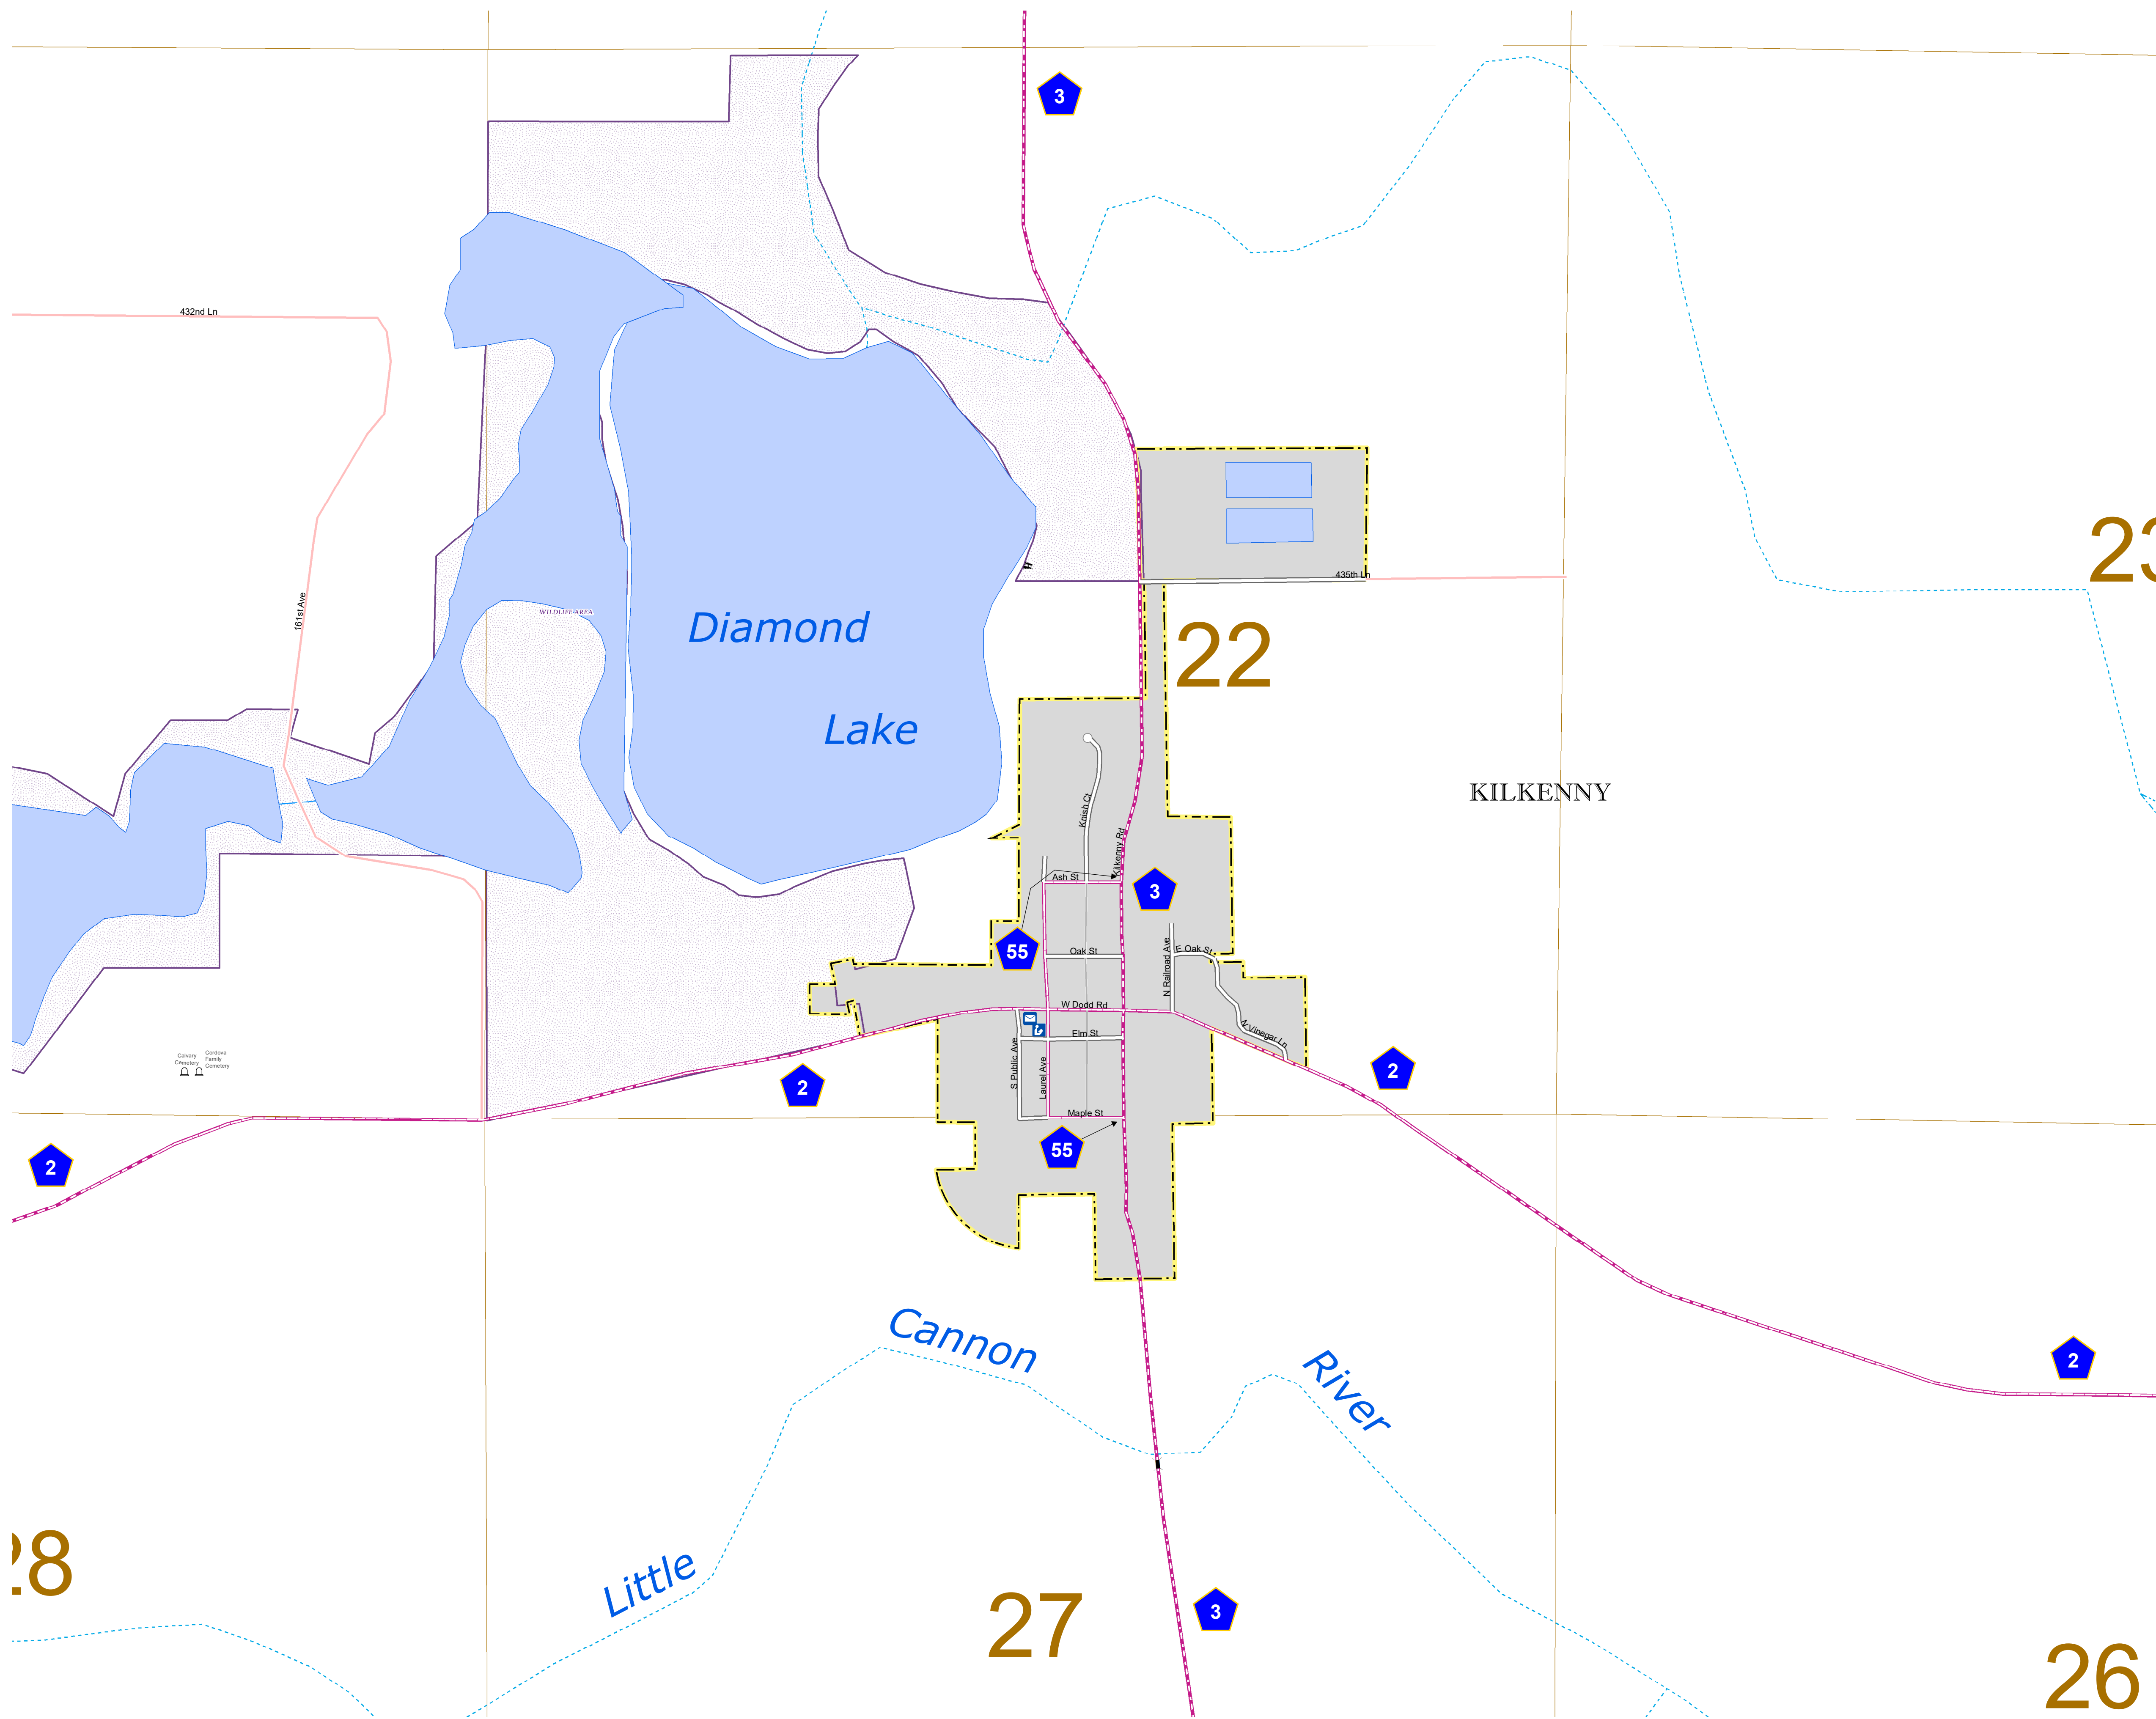 3
432nd Ln
23
435th Ln
161st Ave
WILDLIFE AREA
Diamond
22
Lake
KILKENNY
Knish Ct
Kilkenny Rd
Ash St
3
55
Oak St
E Oak St
N Railroad Ave
W Dodd Rd
Elm St
N Vinegar Ln
Calvary
Cemetery
Cordova
Family
Cemetery
S Public Ave
Laurel Ave
2
2
Maple St
55
2
Cannon
River
2
28
Little
27
3
26